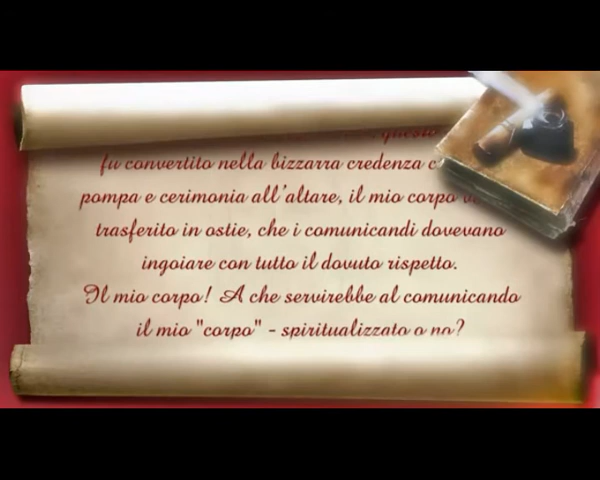 questo
fu convertito nella bizzarra credenza
pompa e cerimonia all'altare, il mio corpo
trasferito in ostie, che i comunicandi dovevano
ingoiare con tutto il dovuto rispetto.
Il mio corpo! A che servirebbe al comunicando
il mio "corpo" - spiritualizzato o no?